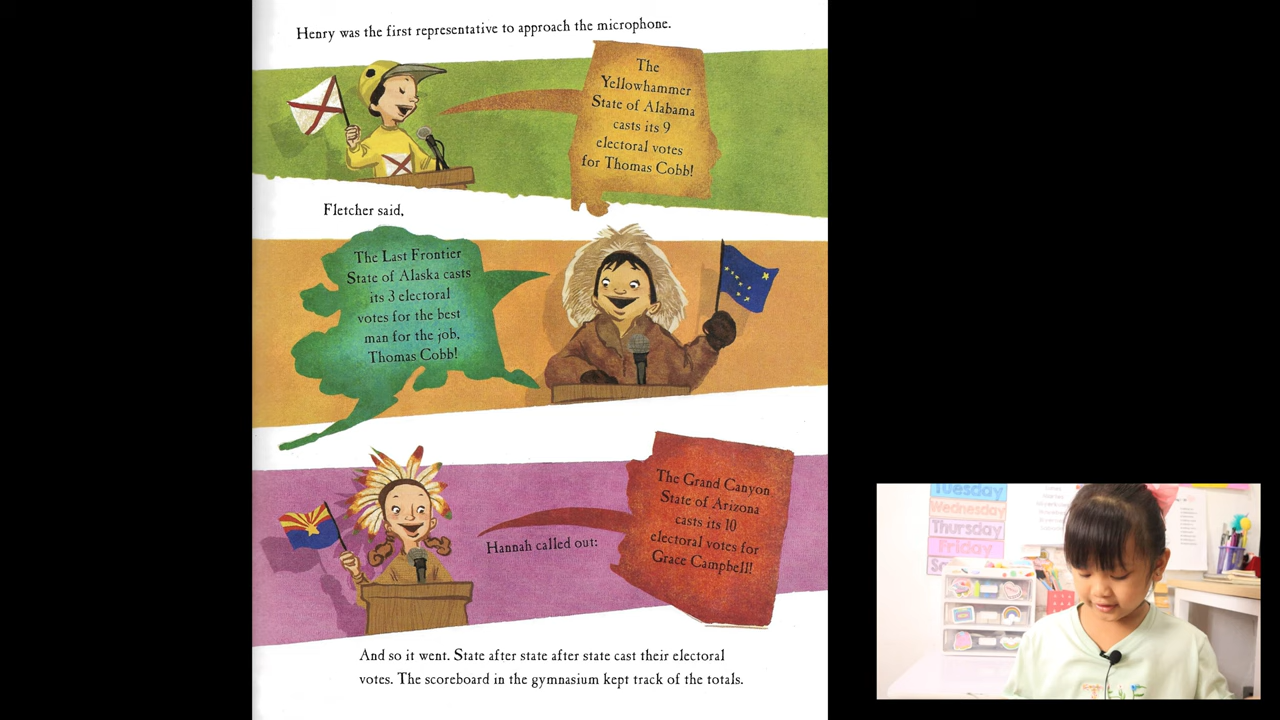 Henry was the first representative to approach the microphone.
The
Yellowhammer
State of Alabama
casts its 9
electoral votes
for Thomas Cobb!
Fletcher said,
The Last Frontier
State of Alaska casts
its 3 electoral
votes for the best
man for the job,
Thomas Cobb!
Hannah called out:
The Grand Canyon
State of Arizona
casts its 10
electoral votes for
Grace Campbell!
And so it went. State after state after state cast their electoral
votes. The scoreboard in the gymnasium kept track of the totals.
Tuesday
Wednesday
Thursday
Friday